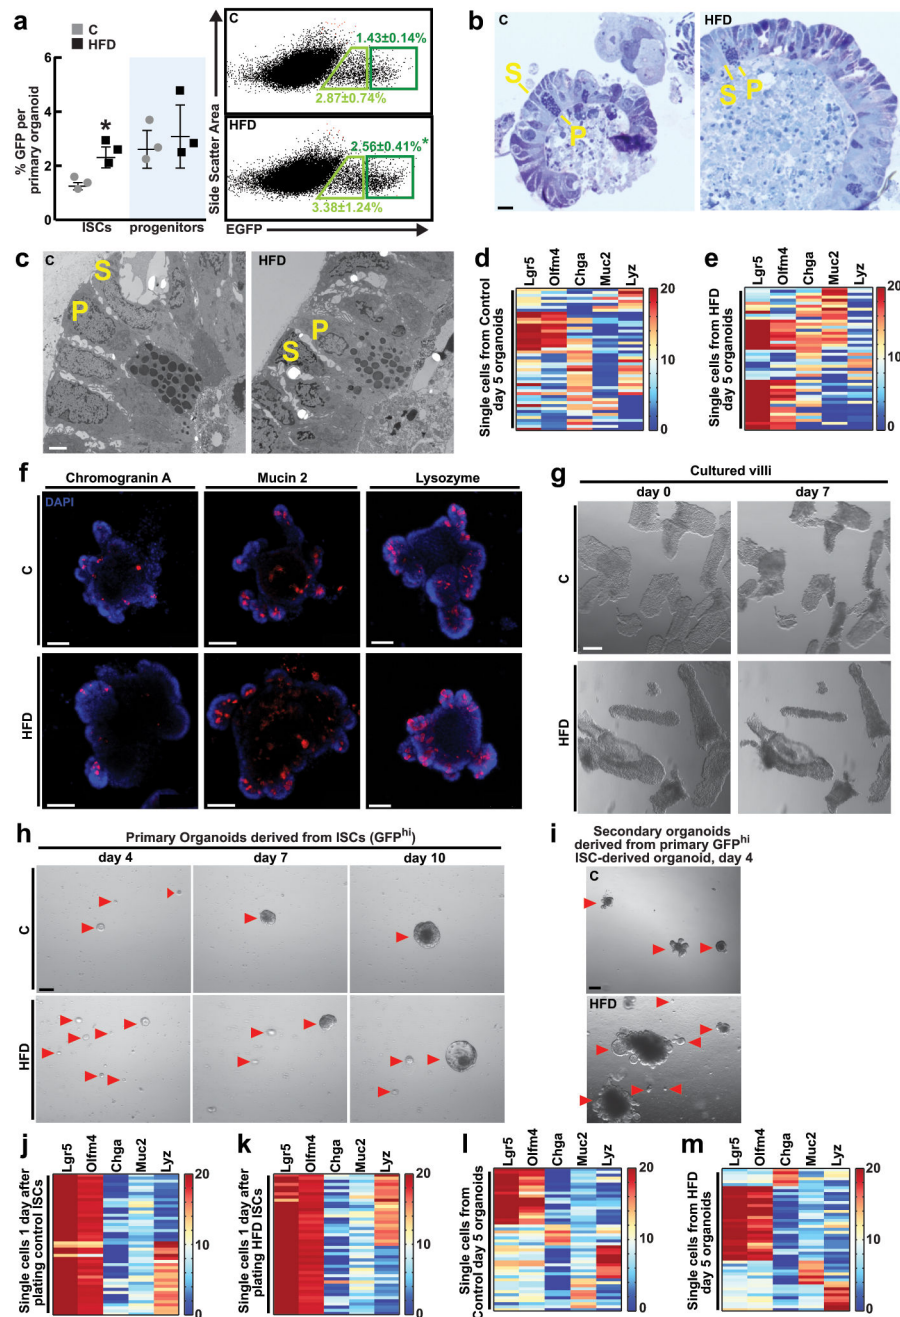 a
C
HFD
% GFP per
primary organoid
6
4
2
0
*
ISCs
progenitors
Side Scatter Area
C
1.43±0.14%
2.87±0.74%
HFD
2.56±0.41%*
3.38±1.24%
EGFP
b
C
S
P
HFD
S
P
c
C
S
P
HFD
P
S
d
Lgr5
Olfm4
Chga
Muc2
Lyz
Single cells from Control
day 5 organoids
20
10
0
e
Lgr5
Olfm4
Chga
Muc2
Lyz
Single cells from HFD
day 5 organoids
20
10
0
f
Chromogranin A
Mucin 2
Lysozyme
DAPI
C
HFD
g
Cultured villi
day 0
day 7
C
HFD
h
Primary Organoids derived from ISCs (GFPhi)
day 4
day 7
day 10
C
HFD
i
Secondary organoids
derived from primary GFPhi
ISC-derived organoid, day 4
C
HFD
j
Lgr5
Olfm4
Chga
Muc2
Lyz
Single cells 1 day after
plating control ISCs
20
10
0
k
Lgr5
Olfm4
Chga
Muc2
Lyz
Single cells 1 day after
plating HFD ISCs
20
10
0
l
Lgr5
Olfm4
Chga
Muc2
Lyz
Single cells from
Control day 5 organoids
20
10
0
m
Lgr5
Olfm4
Chga
Muc2
Lyz
Single cells from HFD
day 5 organoids
20
10
0